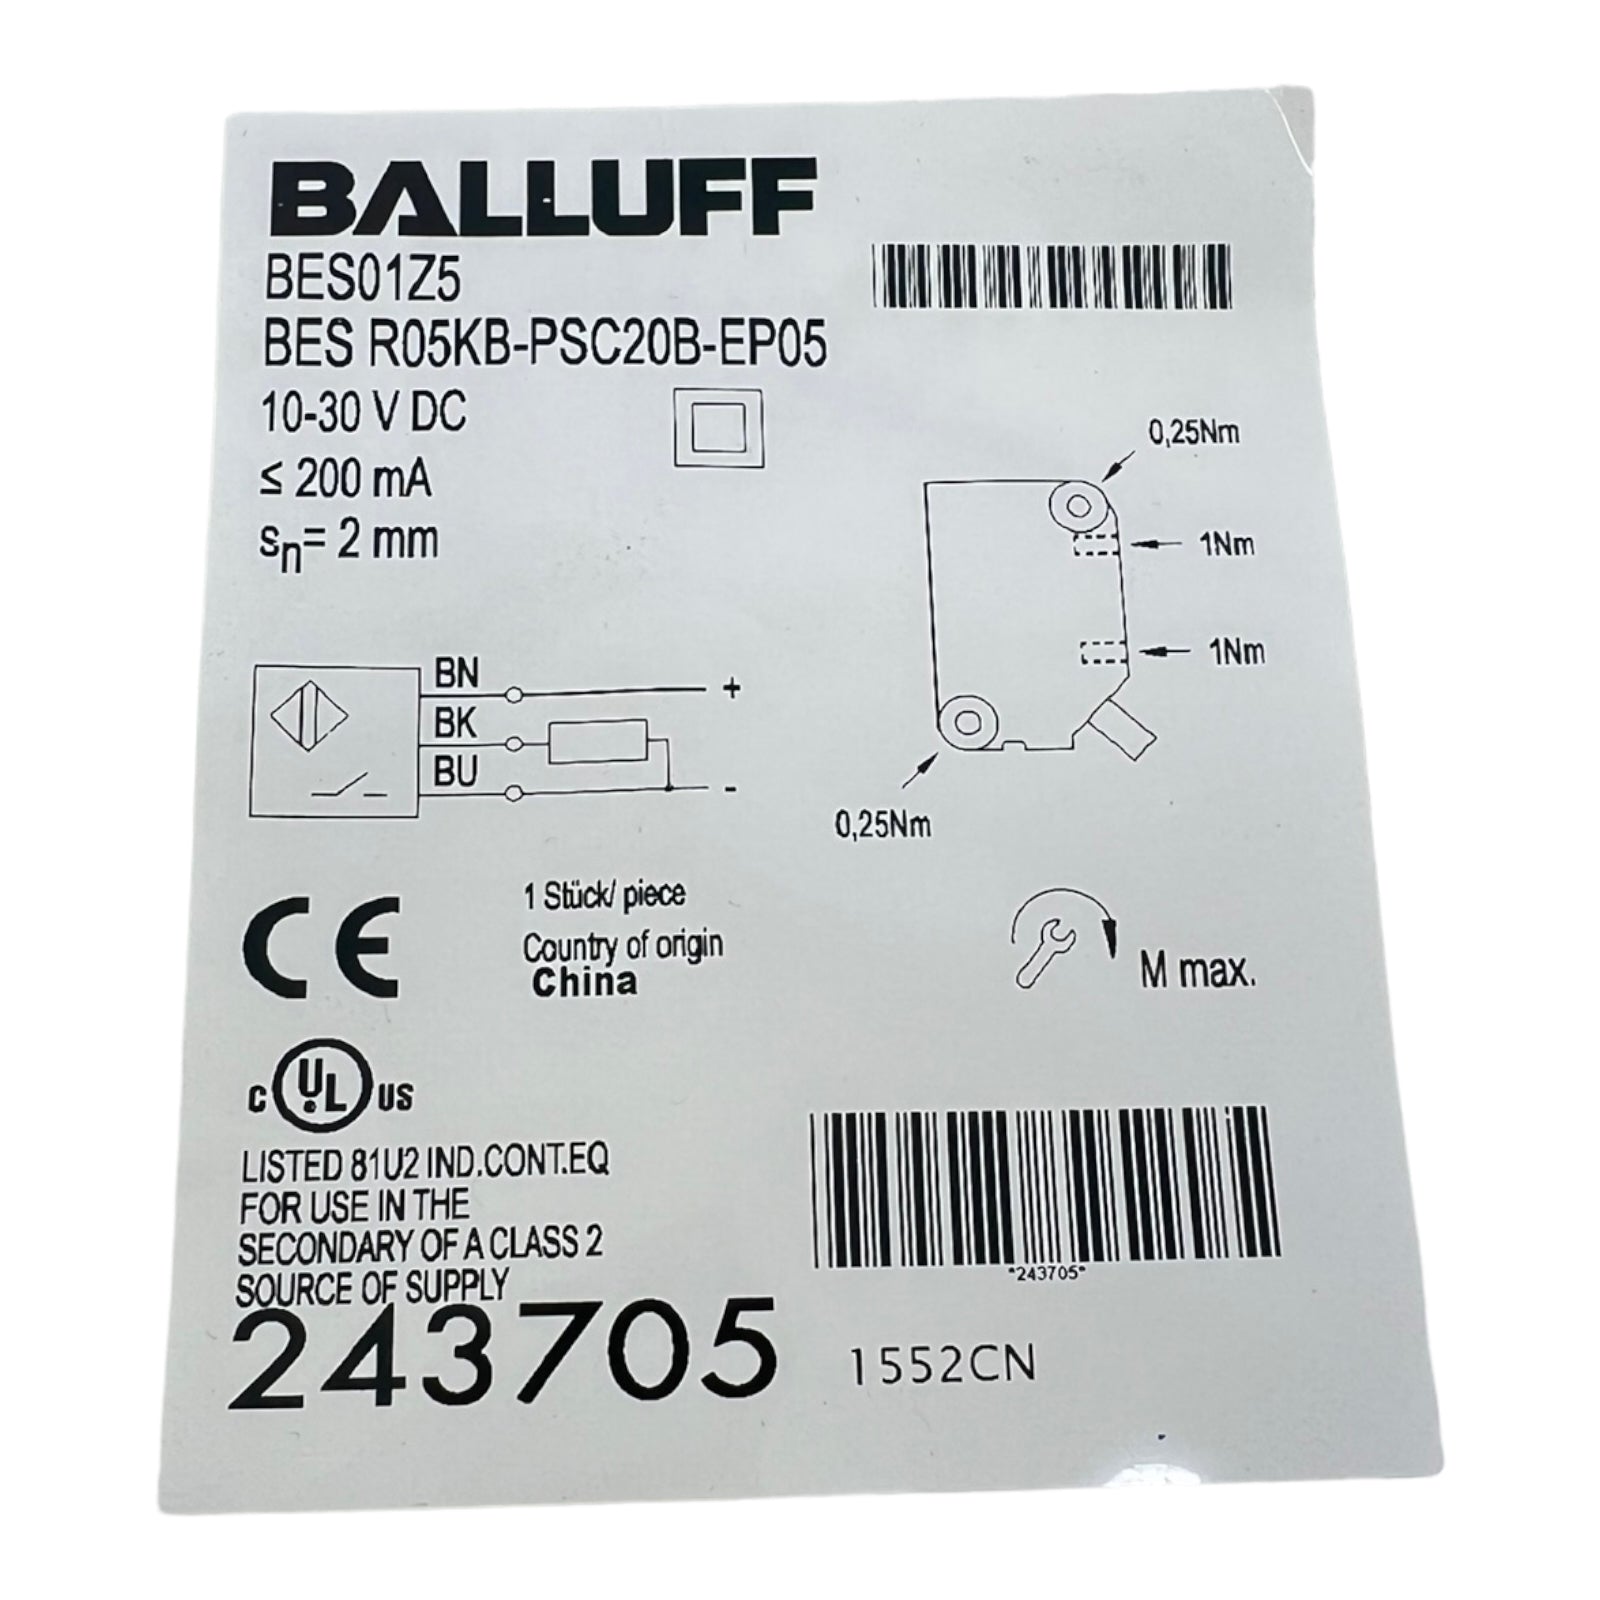 BALLUFF
BES01Z5
BES R05KB-PSC20B-EP05
10-30 V DC
≤ 200 mA
sn= 2 mm
0,25Nm
1Nm
1Nm
0,25Nm
BN
+
BK
BU
-
1 Stück/ piece
Country of origin
China
M max.
CE
C UL US
LISTED 81U2 IND.CONT.EQ
FOR USE IN THE
SECONDARY OF A CLASS 2
SOURCE OF SUPPLY
*243705*
243705
1552CN